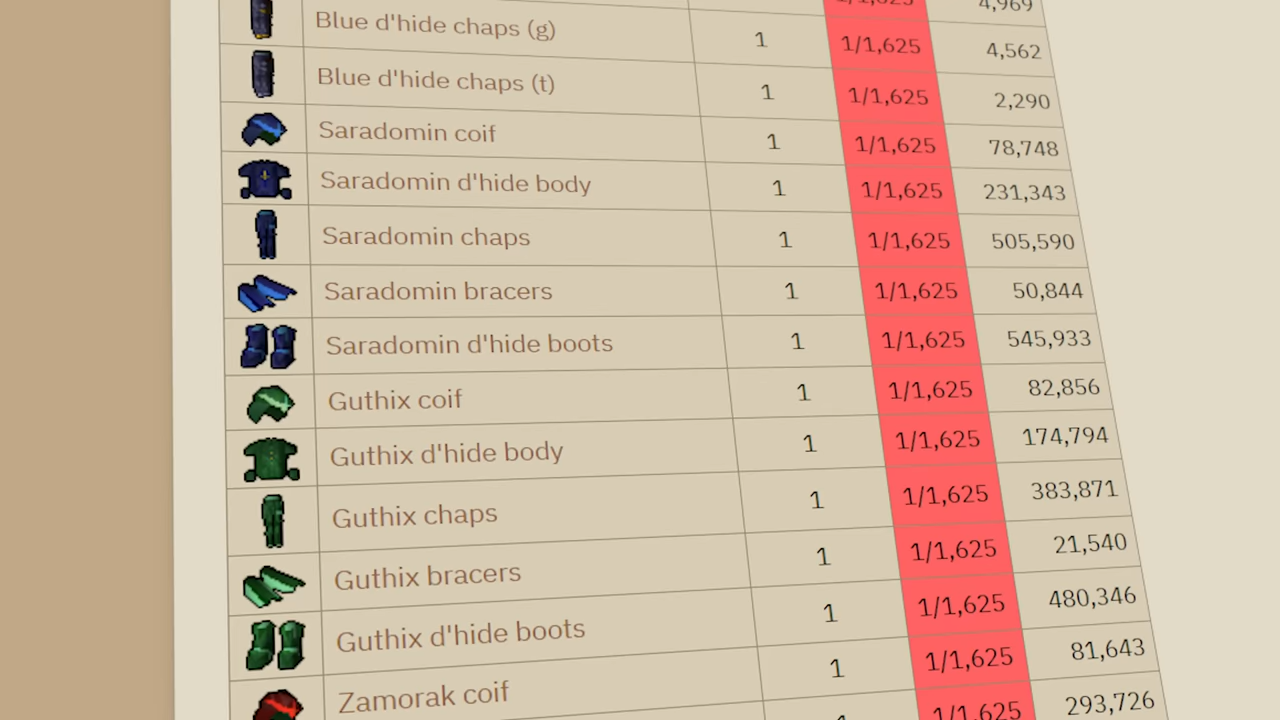 1/1,625 4,969
Blue d'hide chaps (g) 1 1/1,625 4,562
Blue d'hide chaps (t) 1 1/1,625 2,290
Saradomin coif 1 1/1,625 78,748
Saradomin d'hide body 1 1/1,625 231,343
Saradomin chaps 1 1/1,625 505,590
Saradomin bracers 1 1/1,625 50,844
Saradomin d'hide boots 1 1/1,625 545,933
Guthix coif 1 1/1,625 82,856
Guthix d'hide body 1 1/1,625 174,794
Guthix chaps 1 1/1,625 383,871
Guthix bracers 1 1/1,625 21,540
Guthix d'hide boots 1 1/1,625 480,346
Zamorak coif 1 1/1,625 81,643
1 1/1,625 293,726